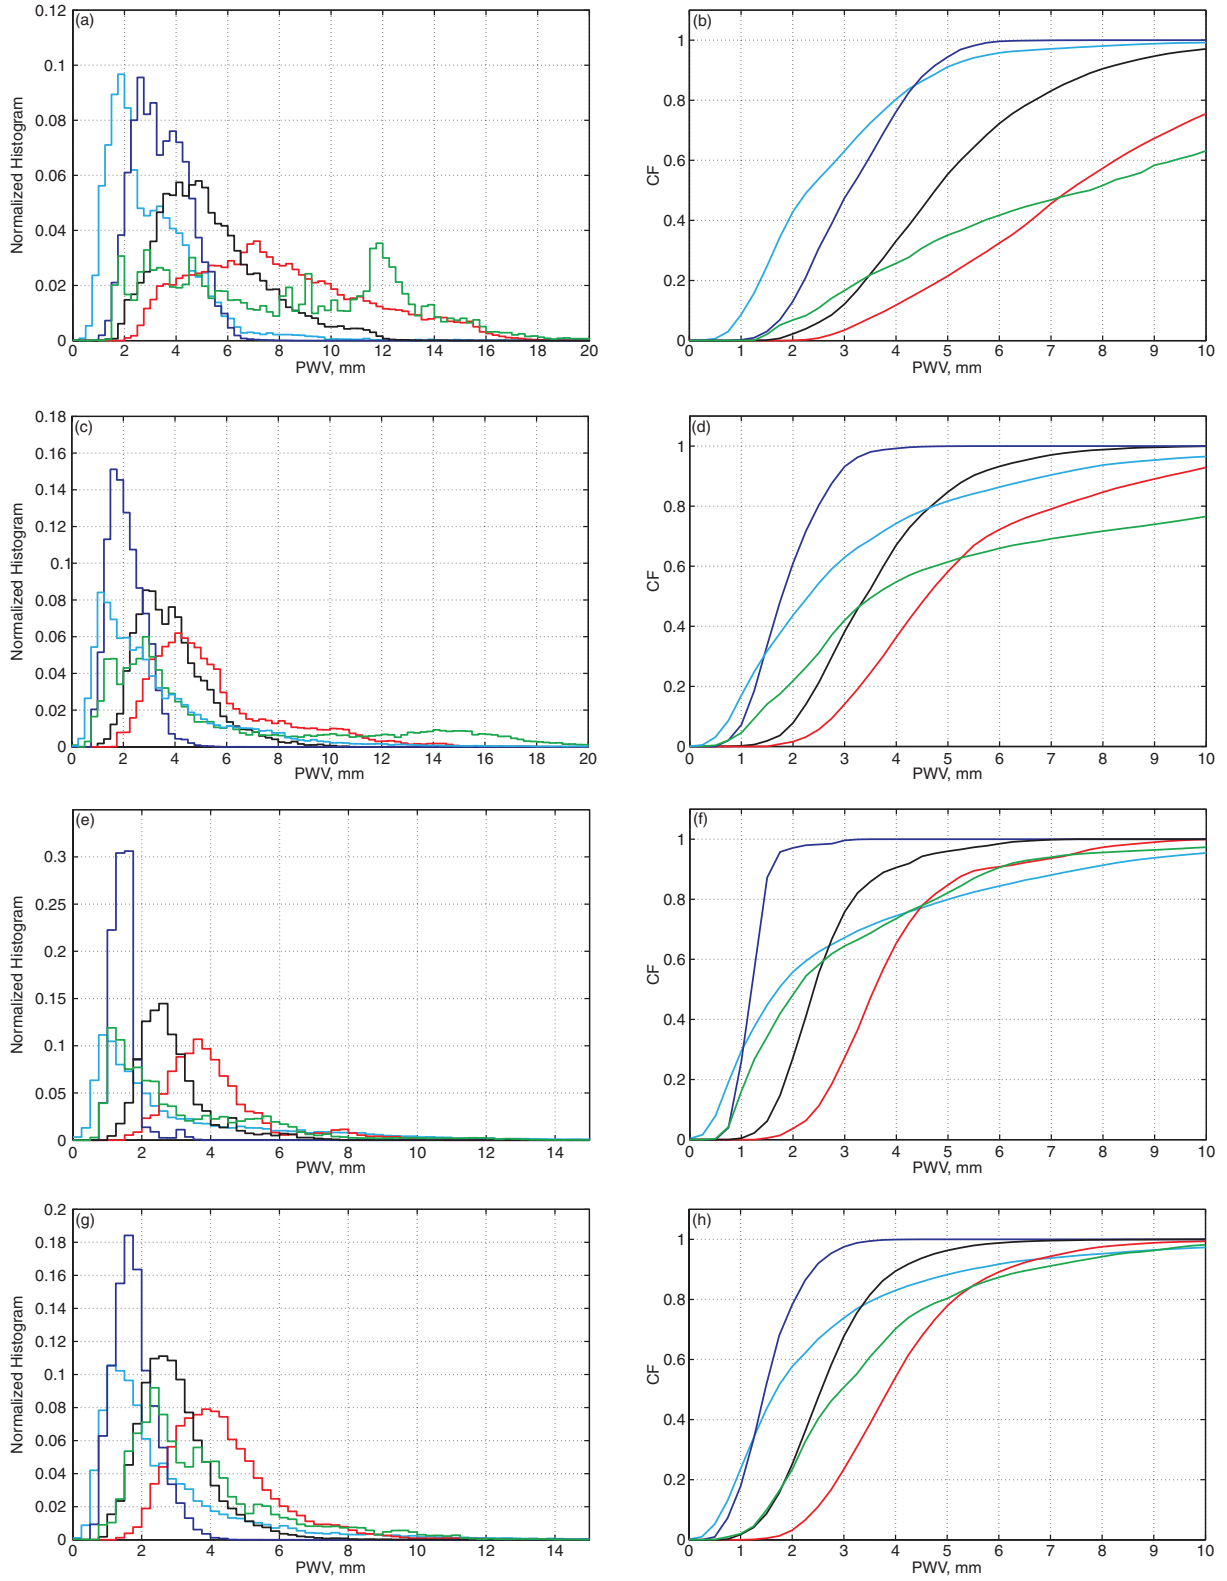 (a)
Normalized Histogram
0.12
0.1
0.08
0.06
0.04
0.02
0
0 2 4 6 8 10 12 14 16 18 20
PWV, mm
(b)
CF
1
0.8
0.6
0.4
0.2
0
0 1 2 3 4 5 6 7 8 9 10
PWV, mm
(c)
Normalized Histogram
0.18
0.16
0.14
0.12
0.1
0.08
0.06
0.04
0.02
0
0 2 4 6 8 10 12 14 16 18 20
PWV, mm
(d)
CF
1
0.8
0.6
0.4
0.2
0
0 1 2 3 4 5 6 7 8 9 10
PWV, mm
(e)
Normalized Histogram
0.3
0.25
0.2
0.15
0.1
0.05
0
0 2 4 6 8 10 12 14
PWV, mm
(f)
CF
1
0.8
0.6
0.4
0.2
0
0 1 2 3 4 5 6 7 8 9 10
PWV, mm
(g)
Normalized Histogram
0.2
0.18
0.16
0.14
0.12
0.1
0.08
0.06
0.04
0.02
0
0 2 4 6 8 10 12 14
PWV, mm
(h)
CF
1
0.8
0.6
0.4
0.2
0
0 1 2 3 4 5 6 7 8 9 10
PWV, mm